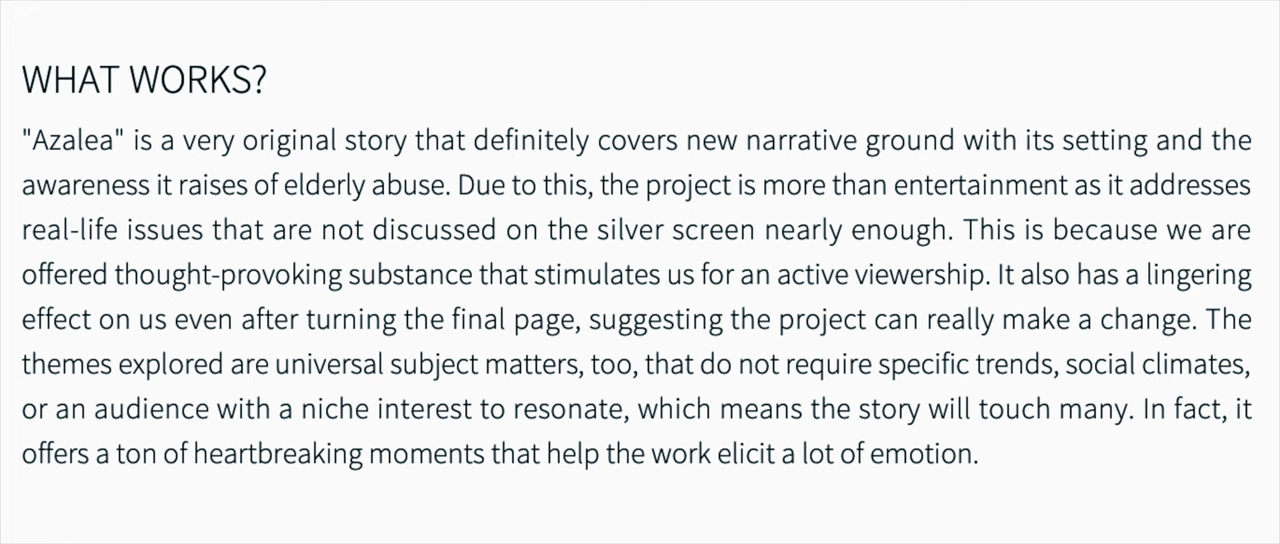 WHAT WORKS?
"Azalea" is a very original story that definitely covers new narrative ground with its setting and the
awareness it raises of elderly abuse. Due to this, the project is more than entertainment as it addresses
real-life issues that are not discussed on the silver screen nearly enough. This is because we are
offered thought-provoking substance that stimulates us for an active viewership. It also has a lingering
effect on us even after turning the final page, suggesting the project can really make a change. The
themes explored are universal subject matters, too, that do not require specific trends, social climates,
or an audience with a niche interest to resonate, which means the story will touch many. In fact, it
offers a ton of heartbreaking moments that help the work elicit a lot of emotion.